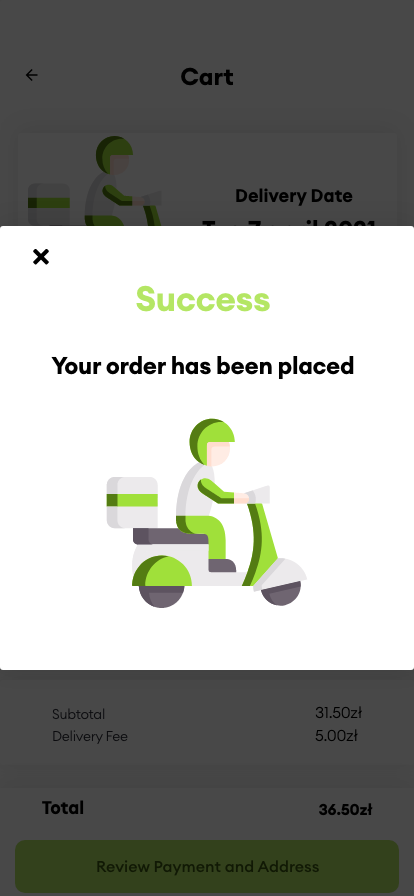 Cart
Delivery Date
Success
Your order has been placed
Subtotal 31.50zł
Delivery Fee 5.00zł
Total 36.50zł
Review Payment and Address